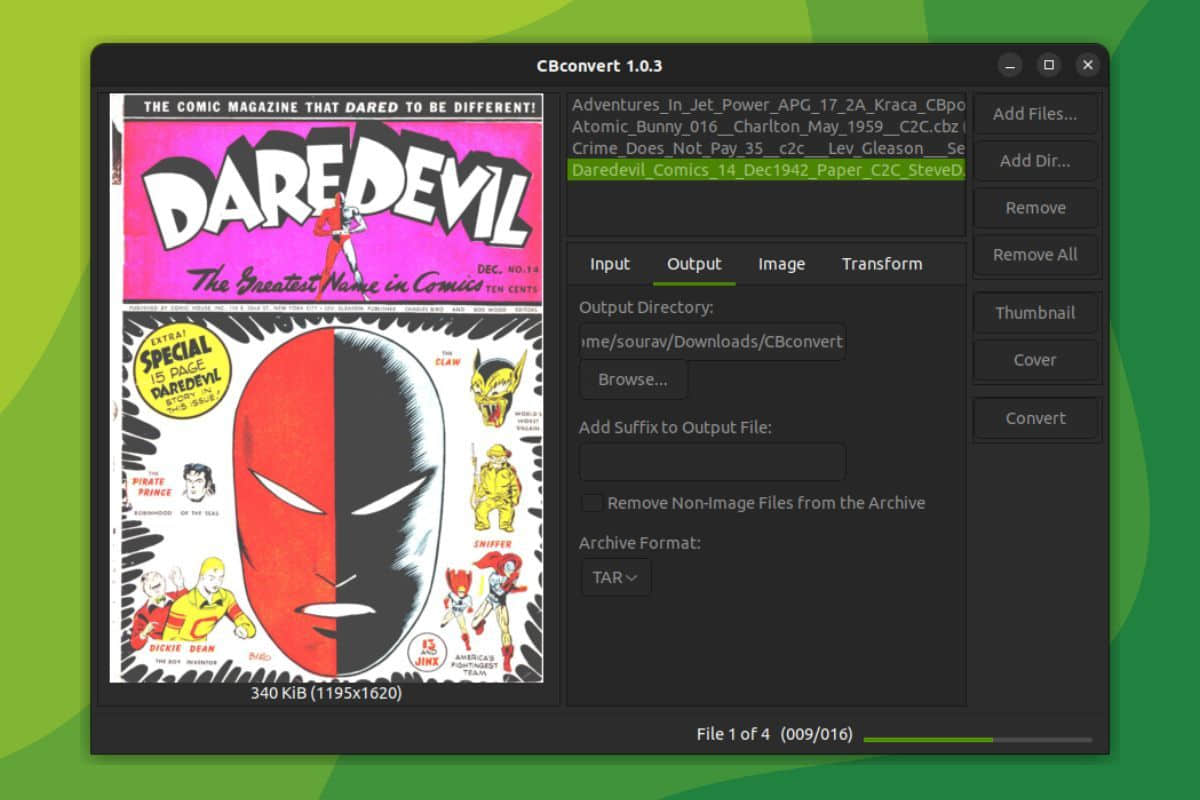 CBconvert 1.0.3
THE COMIC MAGAZINE THAT DARED TO BE DIFFERENT!
DAREDEVIL
DEC. NO.14
The Greatest Name in Comics TEN CENTS
EXTRA!
SPECIAL
15 PAGE
DAREDEVIL
STORY IN
THIS ISSUE!
THE
CLAW
WORLD'S
WORST
VILLAIN
THE
PIRATE
PRINCE
ROBINHOOD OF THE SEAS
SNIFFER
DICKIE DEAN
THE BOY INVENTOR
BIRO
13
AND
JINX
AMERICA'S
FIGHTINGEST
TEAM
340 KiB (1195x1620)
Adventures_In_Jet_Power_APG_17_2A_Kraca_CBpo
Atomic_Bunny_016__Charlton_May_1959__C2C.cbz
Crime_Does_Not_Pay_35__c2c___Lev_Gleason___Se
Daredevil_Comics_14_Dec1942_Paper_C2C_SteveD.
Input Output Image Transform
Output Directory:
ome/sourav/Downloads/CBconvert
Browse...
Add Suffix to Output File:
Remove Non-Image Files from the Archive
Archive Format:
TAR
Add Files...
Add Dir...
Remove
Remove All
Thumbnail
Cover
Convert
File 1 of 4 (009/016)